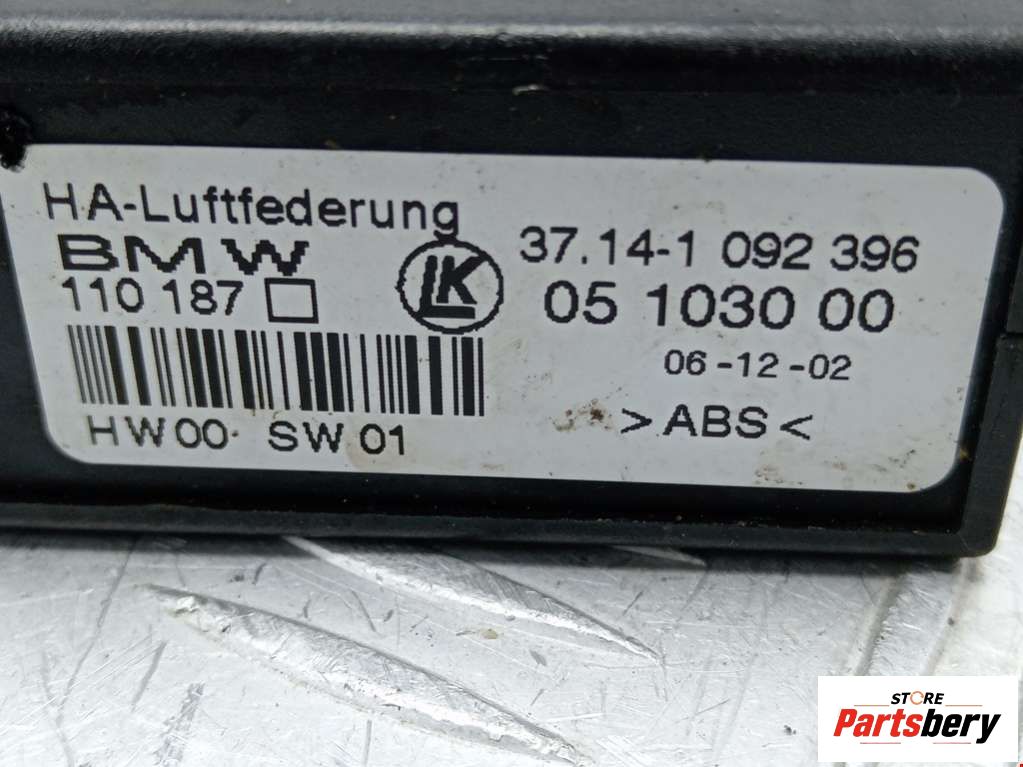 HA-Luftfederung
BMW
110 187
LK
37.14-1 092 396
05 1030 00
06-12-02
>ABS<
HW00 SW01
STORE
Partsbery